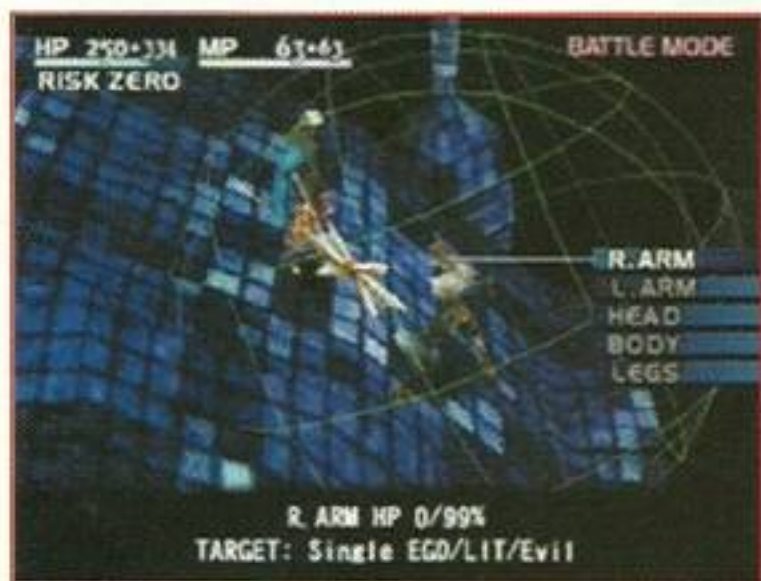 HP 250+334 MP 63+63 BATTLE MODE
RISK ZERO
R.ARM
L.ARM
HEAD
BODY
LEGS
R.ARM HP 0/99%
TARGET: Single EGO/LIT/Evil